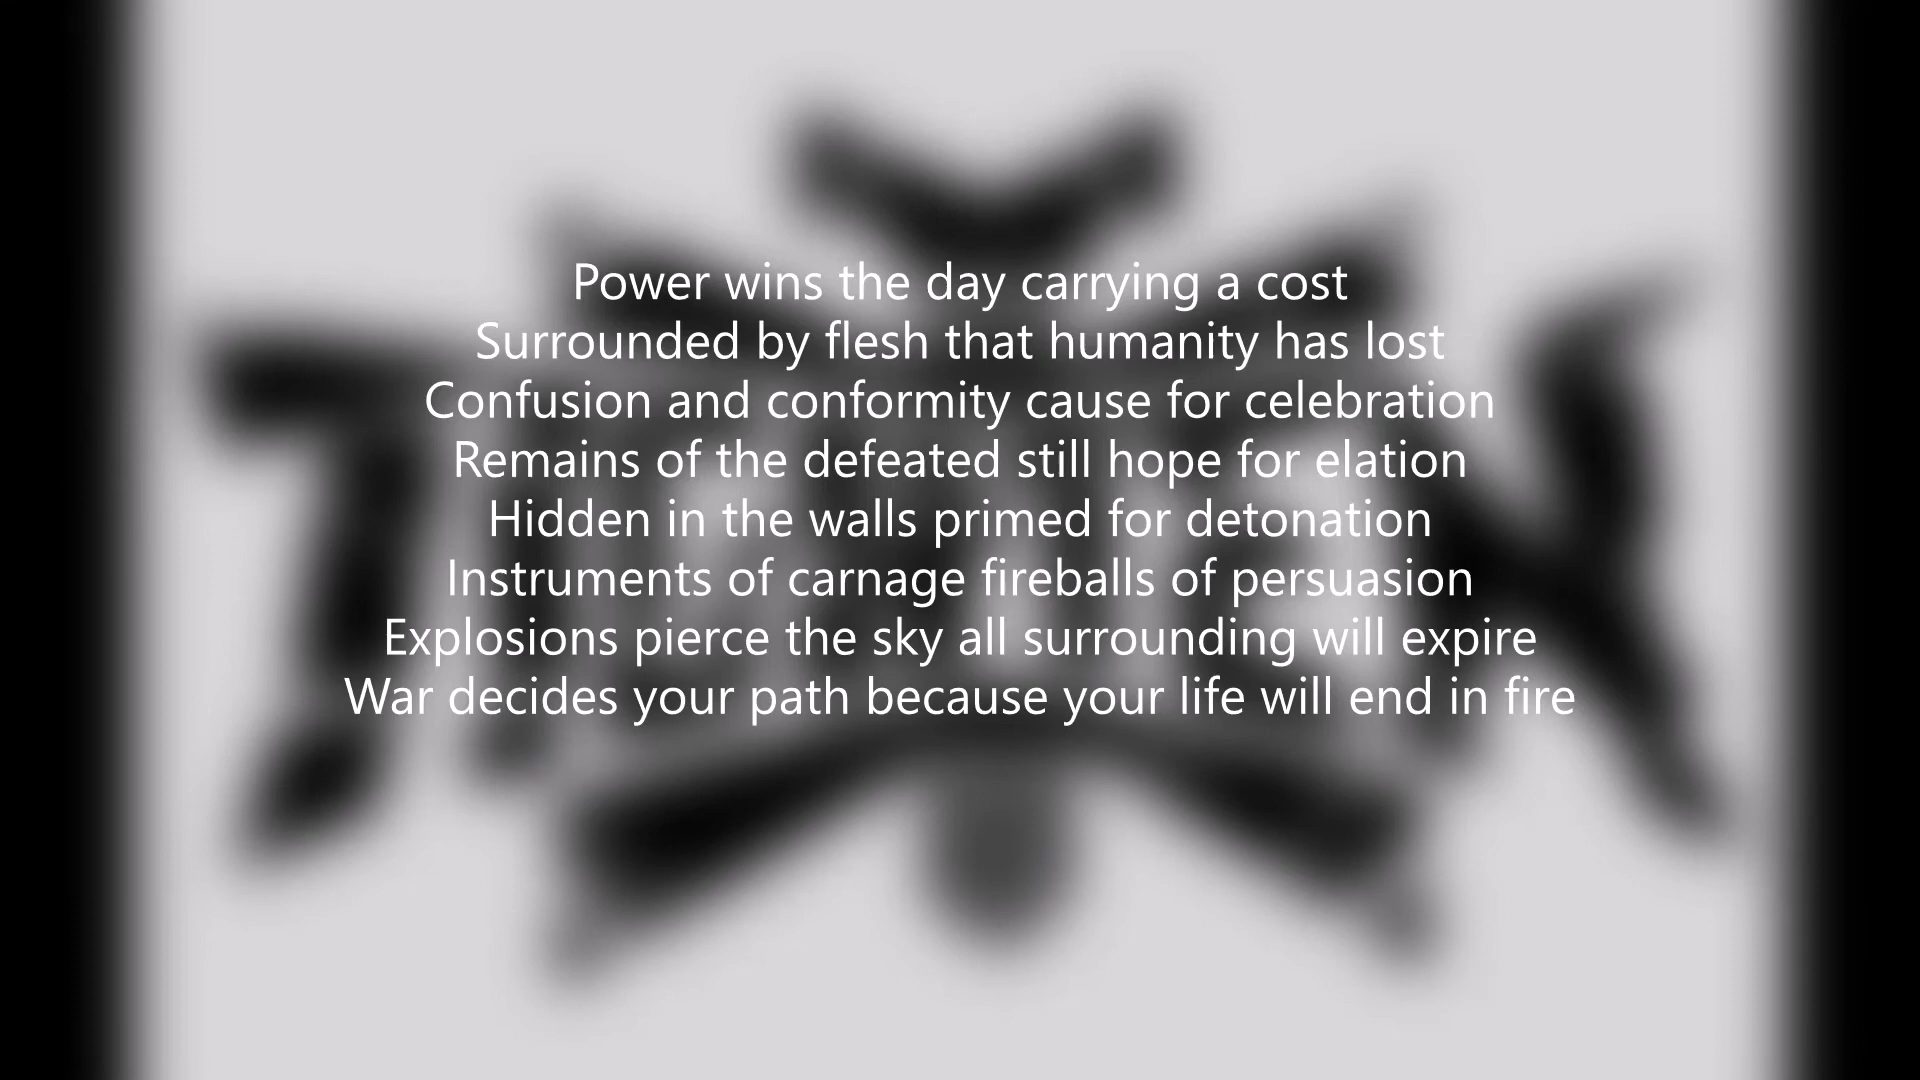 Power wins the day carrying a cost
Surrounded by flesh that humanity has lost
Confusion and conformity cause for celebration
Remains of the defeated still hope for elation
Hidden in the walls primed for detonation
Instruments of carnage fireballs of persuasion
Explosions pierce the sky all surrounding will expire
War decides your path because your life will end in fire